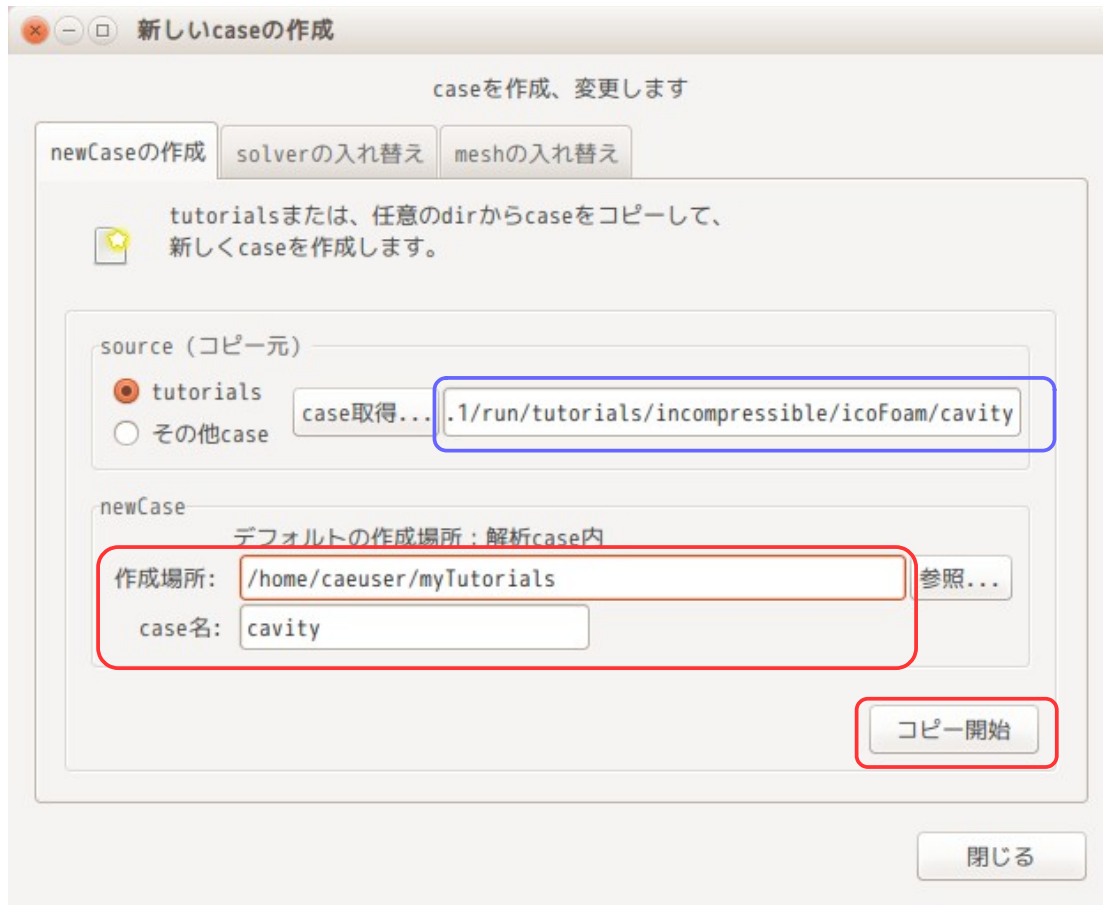 新しいcaseの作成
caseを作成、変更します
newCaseの作成 solverの入れ替え meshの入れ替え
tutorialsまたは、任意のdirからcaseをコピーして、
新しくcaseを作成します。
source (コピー元)
tutorials
その他case
case取得... .1/run/tutorials/incompressible/icoFoam/cavity
newCase
デフォルトの作成場所：解析case内
作成場所: /home/caeuser/myTutorials 参照...
case名: cavity
コピー開始
閉じる